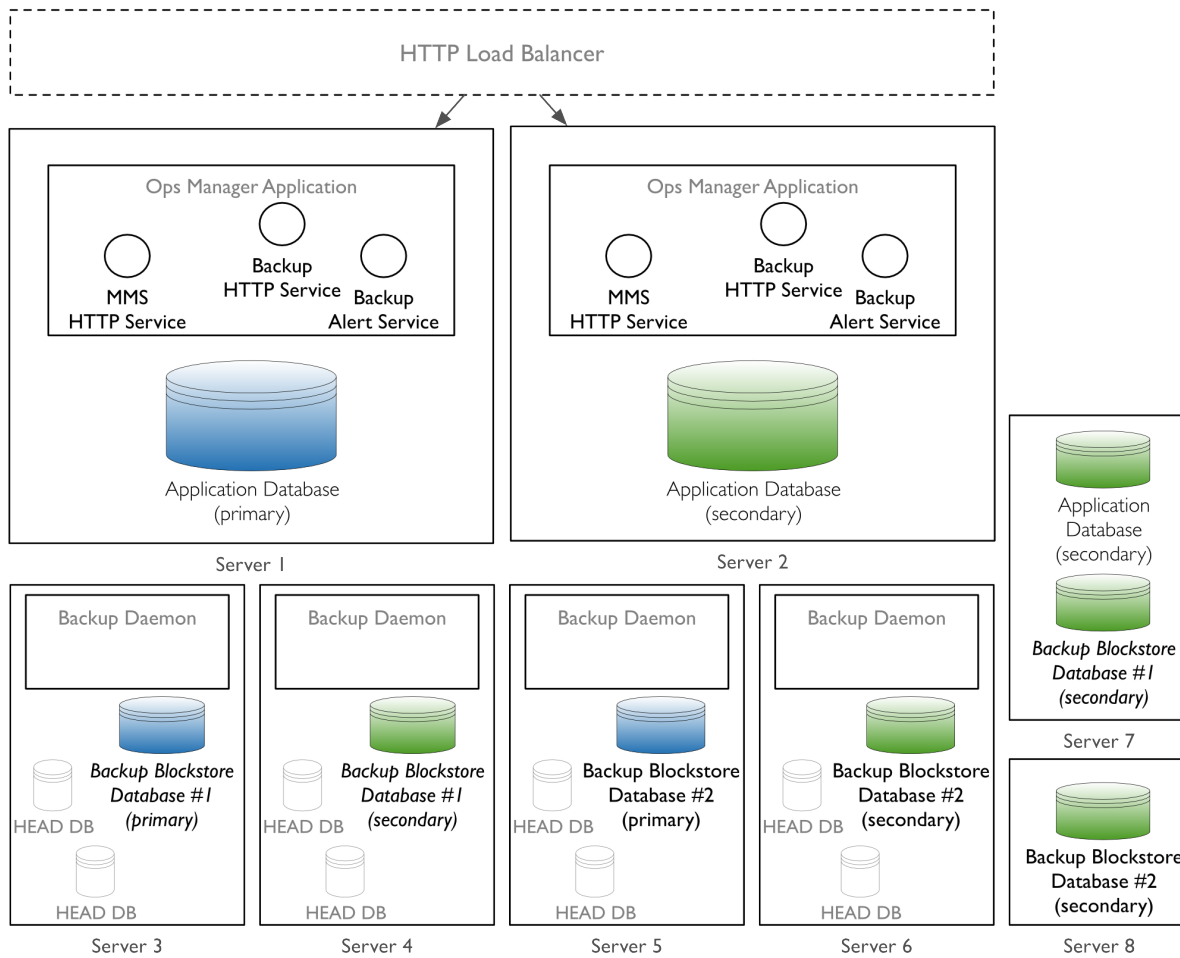 HTTP Load Balancer
Ops Manager Application
MMS
HTTP Service
Backup
HTTP Service
Backup
Alert Service
Application Database
(primary)
Server 1
Ops Manager Application
MMS
HTTP Service
Backup
HTTP Service
Backup
Alert Service
Application Database
(secondary)
Server 2
Application
Database
(secondary)
Backup Blockstore
Database #1
(secondary)
Server 7
Backup Daemon
Backup Blockstore
Database #1
(primary)
HEAD DB
HEAD DB
Server 3
Backup Daemon
Backup Blockstore
Database #1
(secondary)
HEAD DB
HEAD DB
Server 4
Backup Daemon
Backup Blockstore
Database #2
(primary)
HEAD DB
HEAD DB
Server 5
Backup Daemon
Backup Blockstore
Database #2
(secondary)
HEAD DB
HEAD DB
Server 6
Backup Blockstore
Database #2
(secondary)
Server 8